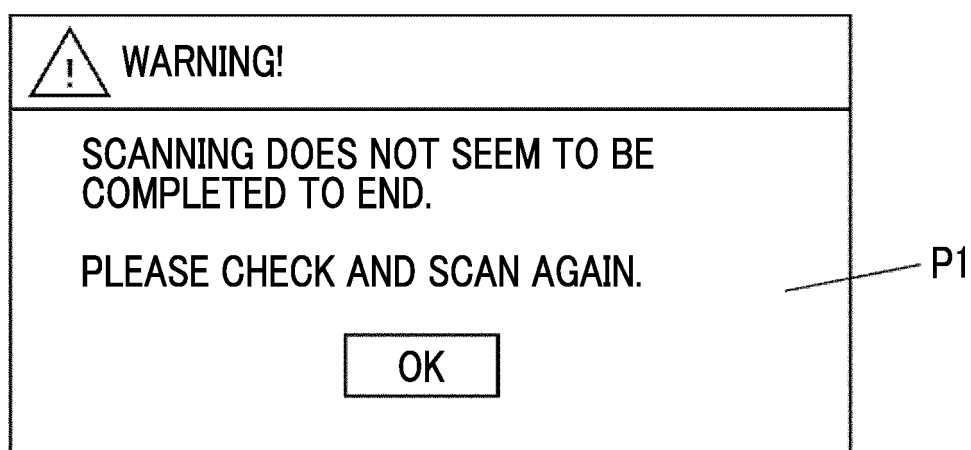 ! WARNING!
SCANNING DOES NOT SEEM TO BE
COMPLETED TO END.
PLEASE CHECK AND SCAN AGAIN.
P1
OK